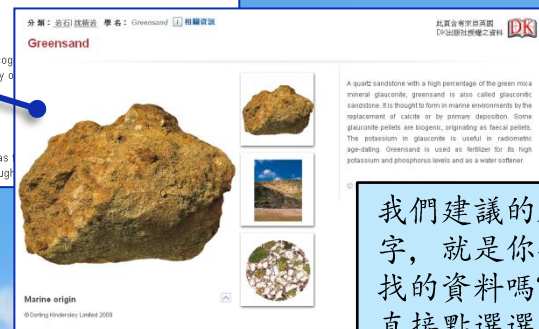 分類：岩石| 沈積岩 學名：Greensand i 相關資訊
此頁含有來自英國
DK出版社授權之資料
DK
Greensand
A quartz sandstone with a high percentage of the green mica
mineral glauconite, greensand is also called glauconitic
sandstone. It is thought to form in marine environments by the
replacement of calcite or by primary deposition. Some
glauconite pellets are biogenic, originating as faecal pellets.
The potassium in glauconite is useful in radiometric
age-dating. Greensand is used as fertilizer for its high
potassium and phosphorus levels and as a water softener.
©
我們建議的
字，就是你
找的資料嗎
直接點選選
Marine origin
© Dorling Kindersley Limited 2009